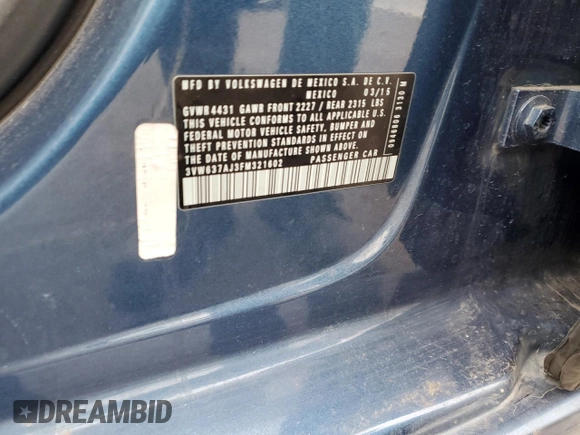 MFD BY VOLKSWAGEN DE MEXICO S.A. DE C.V.
MEXICO 03/15
GVWR 4431 GAWR FRONT 2227 / REAR 2315 LBS
THIS VEHICLE CONFORMS TO ALL APPLICABLE U.S.
FEDERAL MOTOR VEHICLE SAFETY, BUMPER AND
THEFT PREVENTION STANDARDS IN EFFECT ON
THE DATE OF MANUFACTURE SHOWN ABOVE.
3VW637AJ3FM321602 PASSENGER CAR
3130 M
DREAMBID